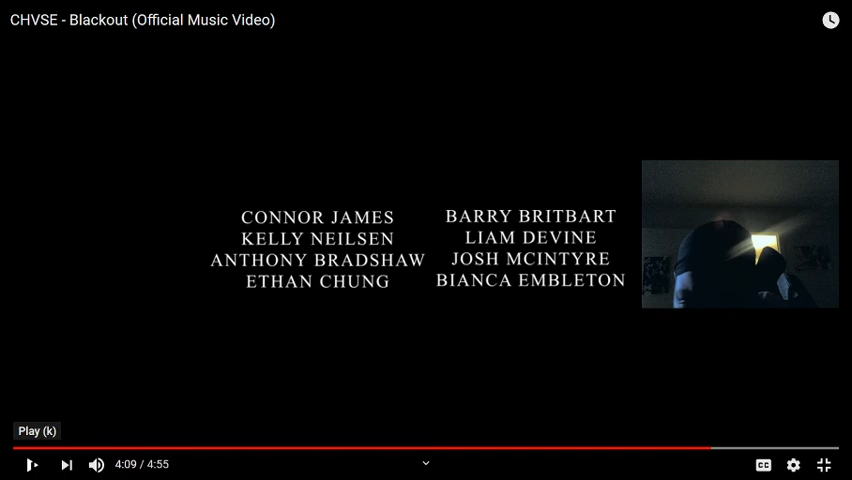 CHVSE - Blackout (Official Music Video)
CONNOR JAMES
KELLY NEILSEN
ANTHONY BRADSHAW
ETHAN CHUNG
BARRY BRITBART
LIAM DEVINE
JOSH MCINTYRE
BIANCA EMBLETON
Play (k)
4:09 / 4:55
CC